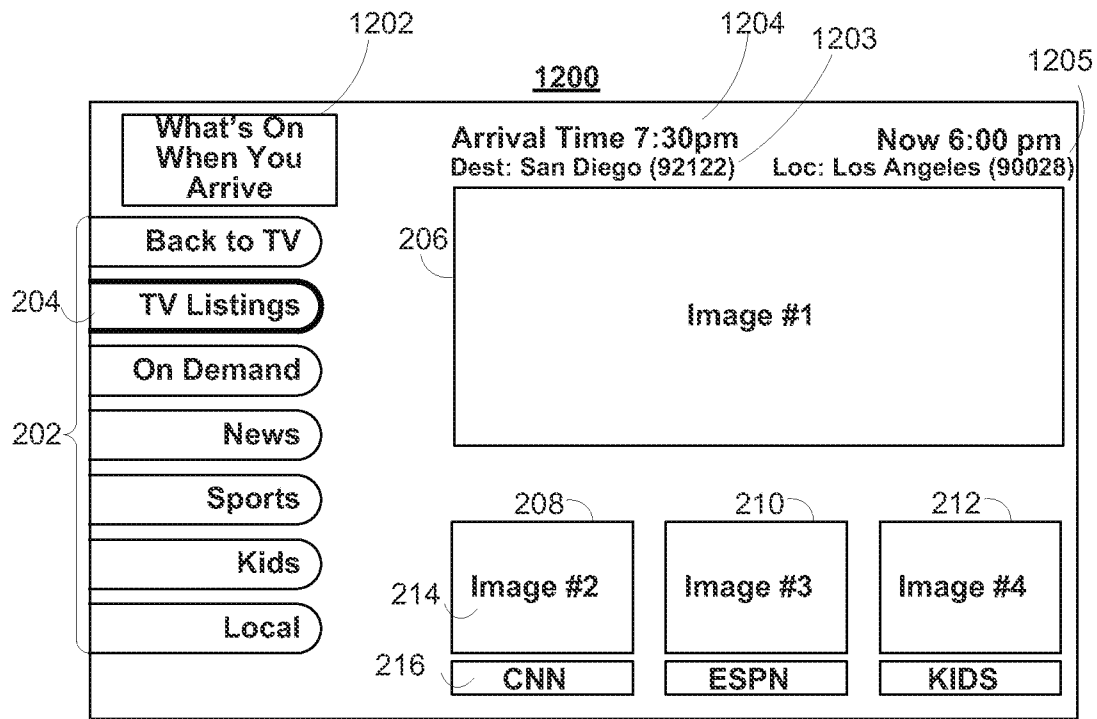 1202
1204
1203
1205
1200
What's On
When You
Arrive
Arrival Time 7:30pm
Now 6:00 pm
Dest: San Diego (92122)
Loc: Los Angeles (90028)
Back to TV
206
204
TV Listings
Image #1
On Demand
202
News
Sports
208
210
212
Kids
214
Image #2
Image #3
Image #4
Local
216
CNN
ESPN
KIDS